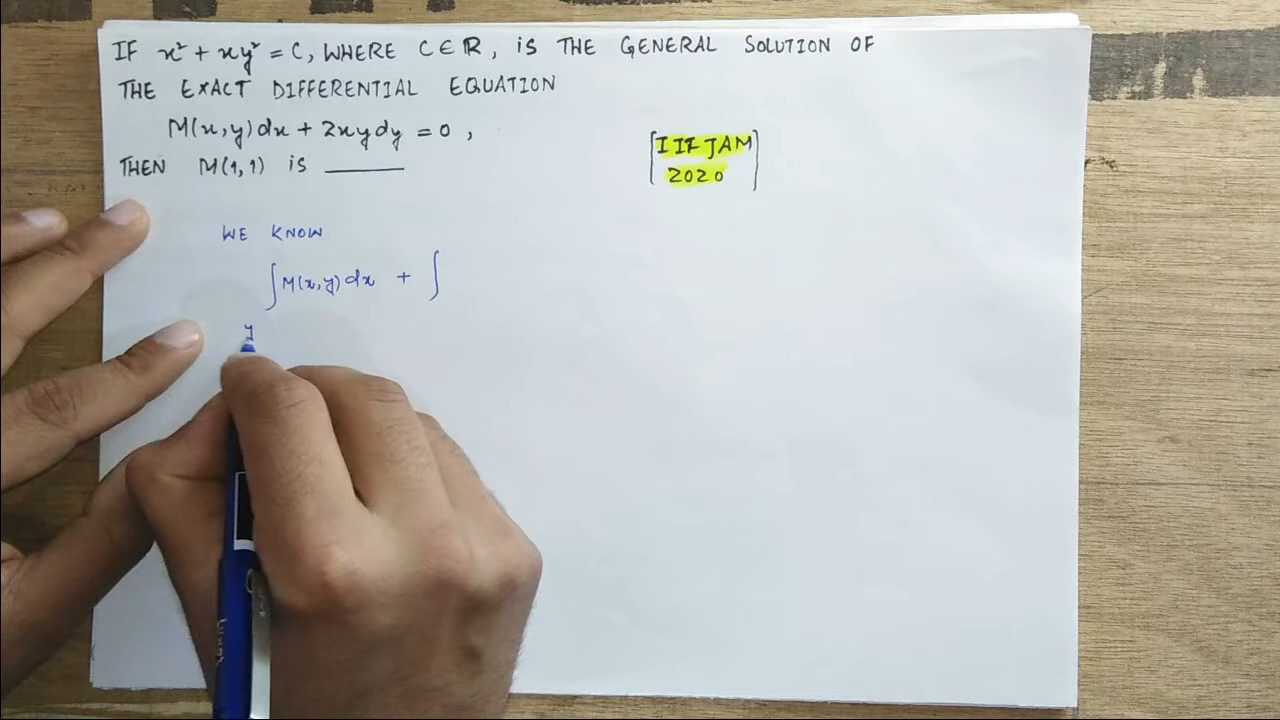 IF x² + xy² = C, WHERE C ∈ ℝ, IS THE GENERAL SOLUTION OF
THE EXACT DIFFERENTIAL EQUATION
M(x,y)dx + 2xydy = 0 ,
THEN M(1,1) is ______
[IIT JAM
2020]
WE KNOW
∫M(x,y)dx + ∫
y